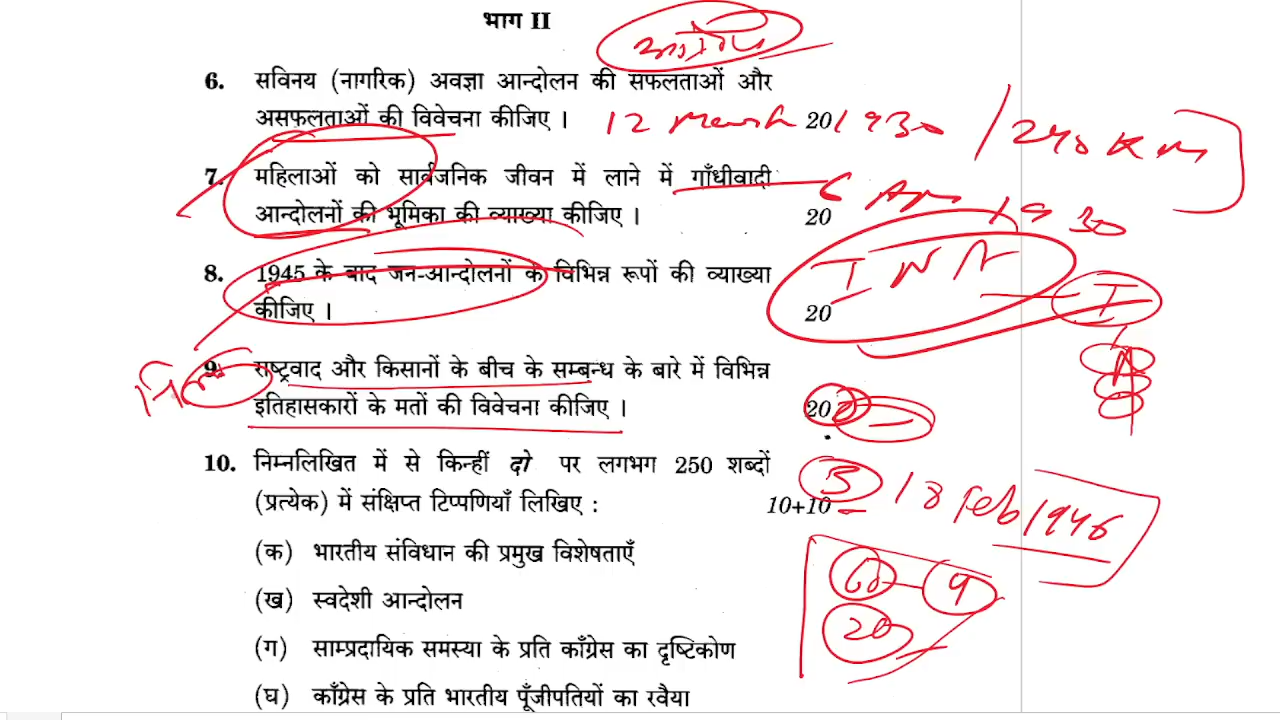 भाग II
6. सविनय (नागरिक) अवज्ञा आन्दोलन की सफलताओं और
असफलताओं की विवेचना कीजिए । 20
12 March 1930 / 240 KM
7. महिलाओं को सार्वजनिक जीवन में लाने में गाँधीवादी
आन्दोलनों की भूमिका की व्याख्या कीजिए । 20
6 Apr 1930
8. 1945 के बाद जन-आन्दोलनों के विभिन्न रूपों की व्याख्या
कीजिए । 20
INA
I
A
9. राष्ट्रवाद और किसानों के बीच के सम्बन्ध के बारे में विभिन्न
इतिहासकारों के मतों की विवेचना कीजिए । 20
10. निम्नलिखित में से किन्हीं दो पर लगभग 250 शब्दों
(प्रत्येक) में संक्षिप्त टिप्पणियाँ लिखिए : 10+10
18 Feb 1946
(क) भारतीय संविधान की प्रमुख विशेषताएँ
9
(ख) स्वदेशी आन्दोलन
20
(ग) साम्प्रदायिक समस्या के प्रति काँग्रेस का दृष्टिकोण
(घ) काँग्रेस के प्रति भारतीय पूँजीपतियों का रवैया